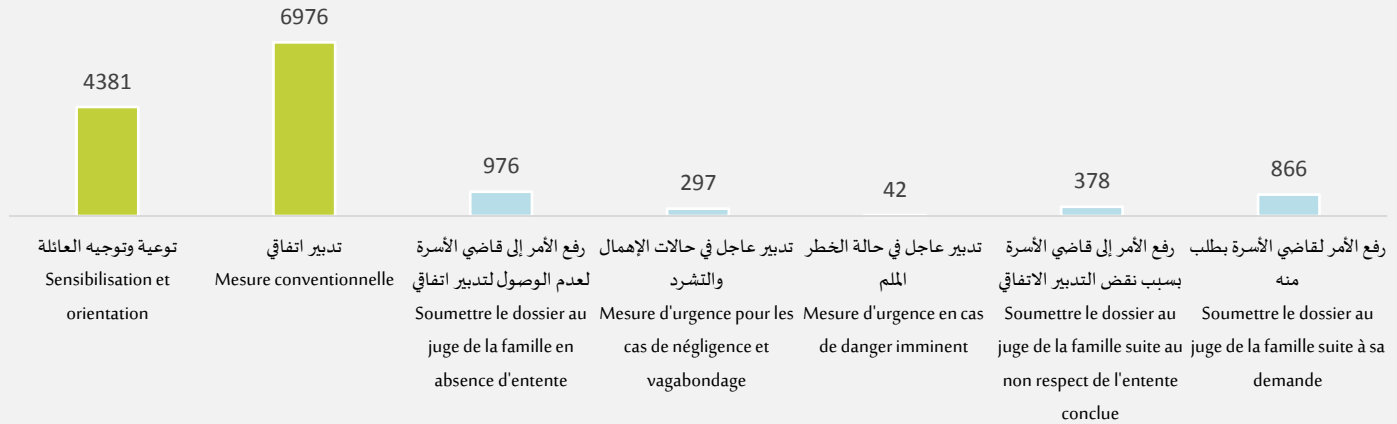 4381
6976
976
297
42
378
866
توعية وتوجيه العائلة
Sensibilisation et
orientation
تدبير اتفاقي
Mesure conventionnelle
رفع الأمر إلى قاضي الأسرة
لعدم الوصول لتدبير اتفاقي
Soumettre le dossier au
juge de la famille en
absence d'entente
تدبير عاجل في حالات الإهمال
والتشرد
Mesure d'urgence pour les
cas de négligence et
vagabondage
تدبير عاجل في حالة الخطر
الملم
Mesure d'urgence en cas
de danger imminent
رفع الأمر إلى قاضي الأسرة
بسبب نقض التدبير الاتفاقي
Soumettre le dossier au
juge de la famille suite au
non respect de l'entente
conclue
رفع الأمر لقاضي الأسرة بطلب
منه
Soumettre le dossier au
juge de la famille suite à sa
demande